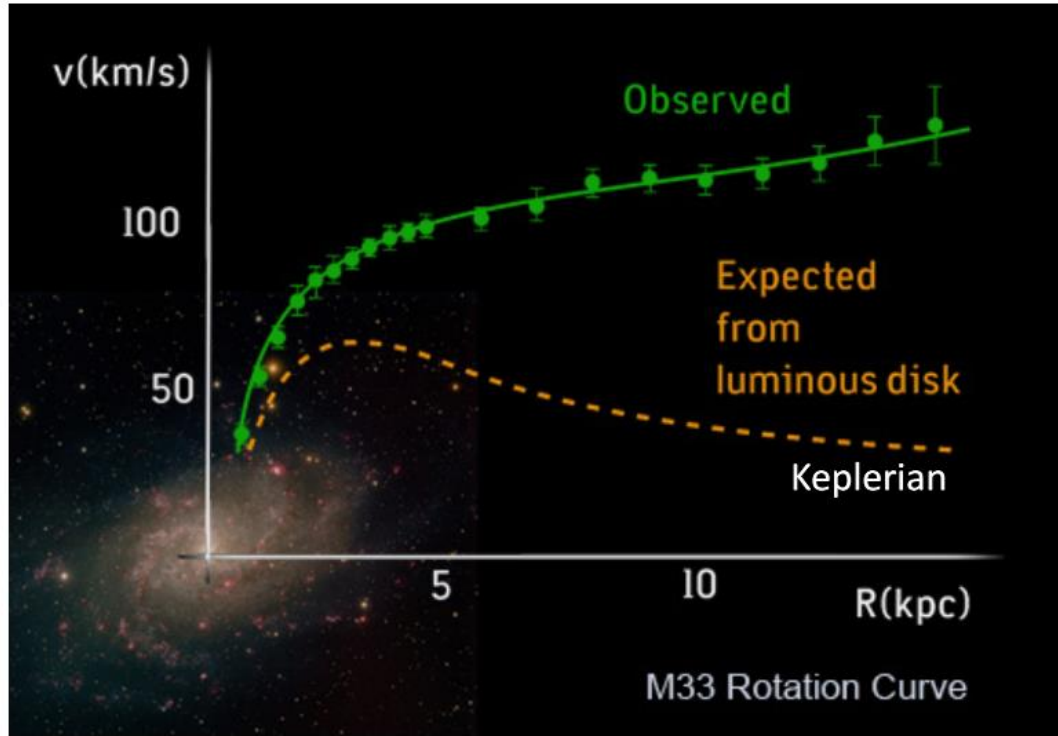 v(km/s)
Observed
100
Expected
from
luminous disk
50
Keplerian
5
10
R(kpc)
M33 Rotation Curve